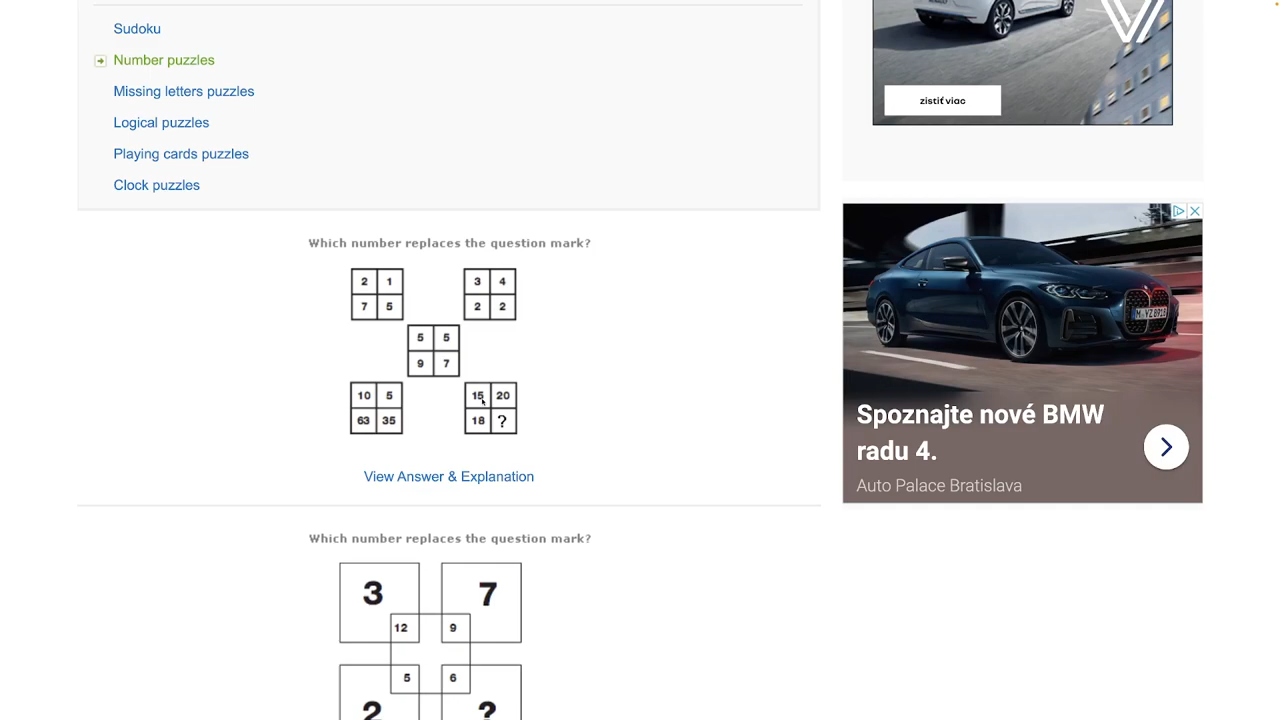 Sudoku
Number puzzles
Missing letters puzzles
Logical puzzles
Playing cards puzzles
Clock puzzles
zistiť viac
Which number replaces the question mark?
2 1 3 4
7 5 2 2
5 5
9 7
10 5 15 20
63 35 18 ?
View Answer & Explanation
Spoznajte nové BMW
radu 4.
Auto Palace Bratislava
Which number replaces the question mark?
3 7
12 9
5 6
2 ?